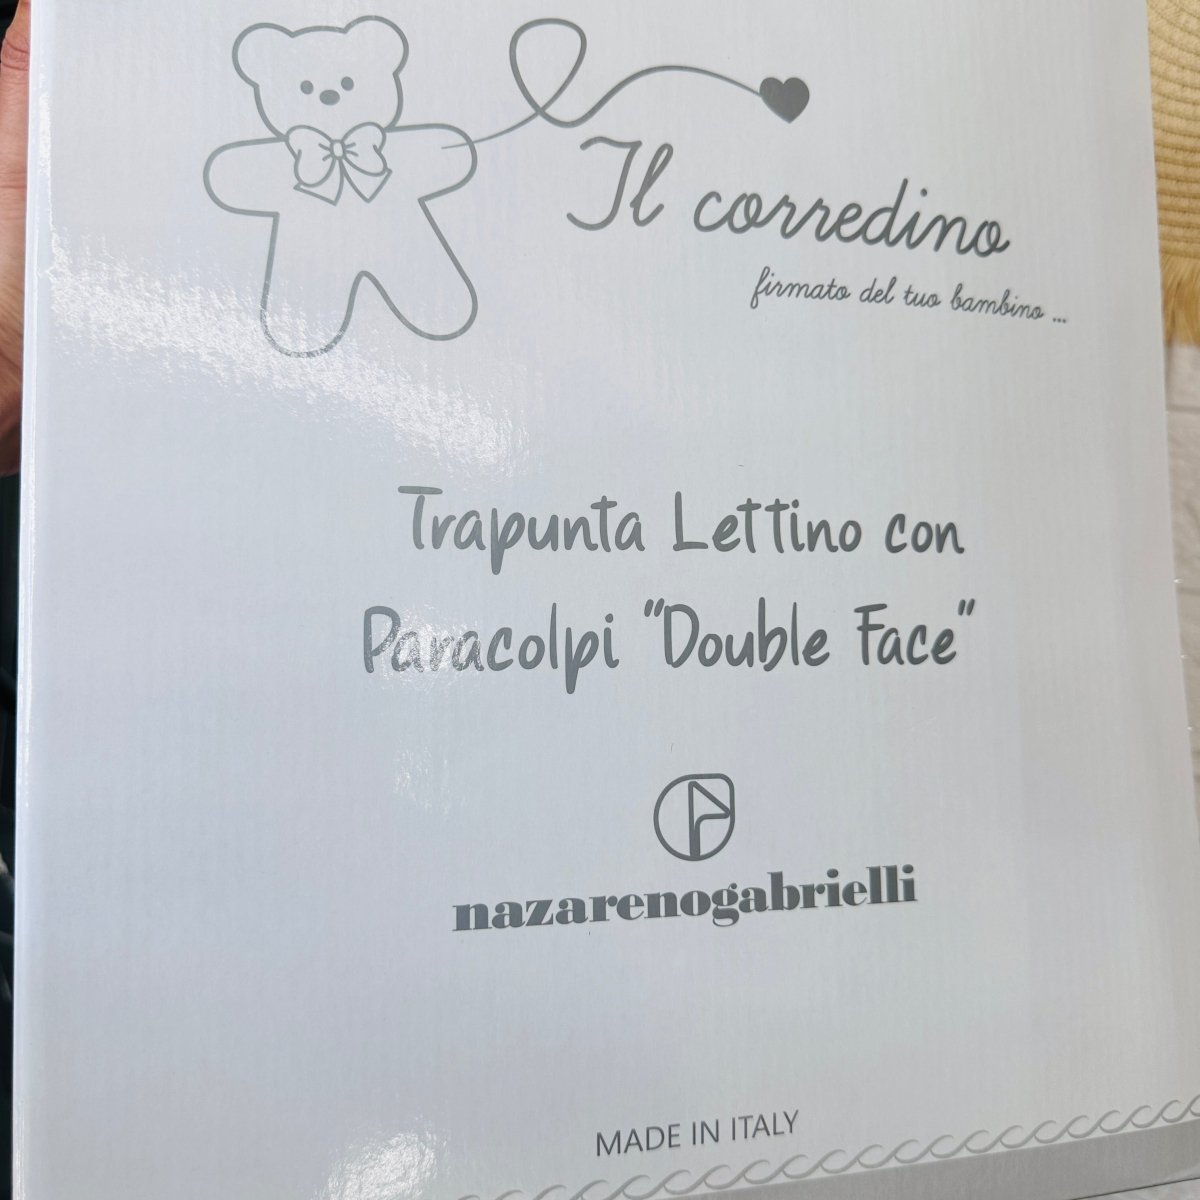 Il corredino
firmato del tuo bambino ...
Trapunta Lettino con
Paracolpi "Double Face"
nazarenogabrielli
MADE IN ITALY